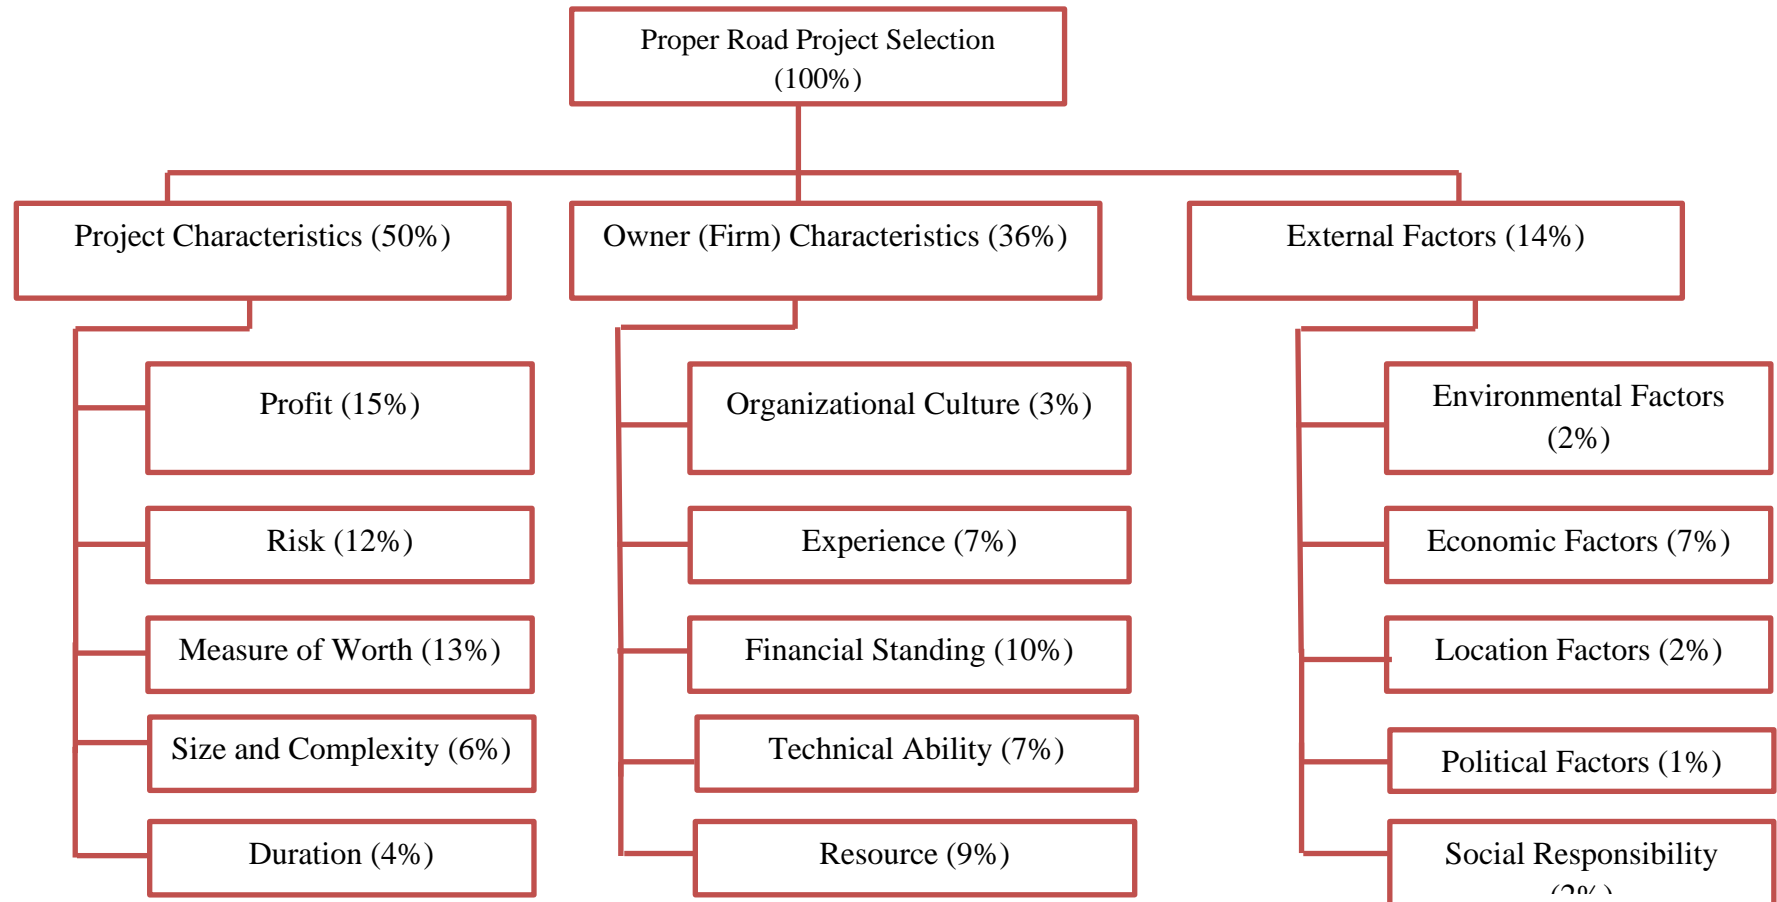 Proper Road Project Selection
(100%)
Project Characteristics (50%)
Owner (Firm) Characteristics (36%)
External Factors (14%)
Profit (15%)
Risk (12%)
Measure of Worth (13%)
Size and Complexity (6%)
Duration (4%)
Organizational Culture (3%)
Experience (7%)
Financial Standing (10%)
Technical Ability (7%)
Resource (9%)
Environmental Factors
(2%)
Economic Factors (7%)
Location Factors (2%)
Political Factors (1%)
Social Responsibility